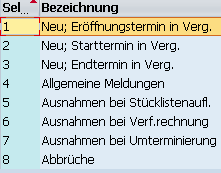 Sel... Bezeichnung
1 Neu; Eröffnungstermin in Verg.
2 Neu; Starttermin in Verg.
3 Neu; Endtermin in Verg.
4 Allgemeine Meldungen
5 Ausnahmen bei Stücklistenaufl.
6 Ausnahmen bei Verf.rechnung
7 Ausnahmen bei Umterminierung
8 Abbrüche